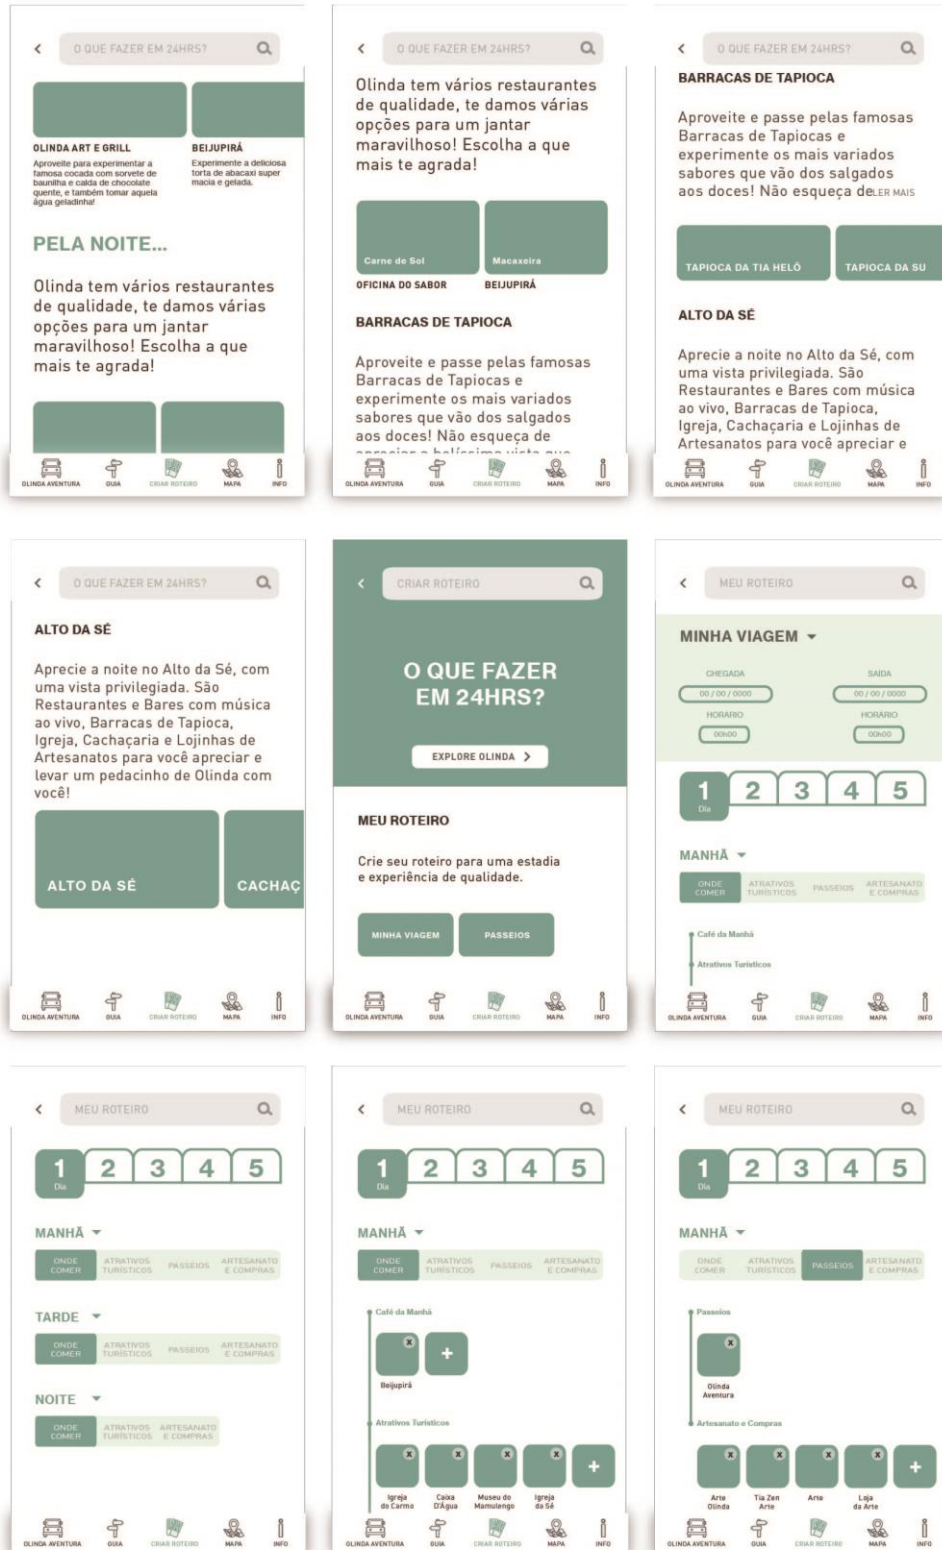 O QUE FAZER EM 24HRS?
OLINDA ART E GRILL
Aproveite para experimentar a
famosa cocada com sorvete de
baunilha e calda de chocolate
quente, e também tomar aquela
água geladinha!
BEIJUPIRÁ
Experimente a deliciosa
torta de abacaxi super
macia e gelada.
PELA NOITE...
Olinda tem vários restaurantes
de qualidade, te damos várias
opções para um jantar
maravilhoso! Escolha a que
mais te agrada!
OLINDA AVENTURA GUIA CRIAR ROTEIRO MAPA INFO
O QUE FAZER EM 24HRS?
Olinda tem vários restaurantes
de qualidade, te damos várias
opções para um jantar
maravilhoso! Escolha a que
mais te agrada!
Carne de Sol Macaxeira
OFICINA DO SABOR BEIJUPIRÁ
BARRACAS DE TAPIOCA
Aproveite e passe pelas famosas
Barracas de Tapiocas e
experimente os mais variados
sabores que vão dos salgados
aos doces! Não esqueça de
OLINDA AVENTURA GUIA CRIAR ROTEIRO MAPA INFO
O QUE FAZER EM 24HRS?
BARRACAS DE TAPIOCA
Aproveite e passe pelas famosas
Barracas de Tapiocas e
experimente os mais variados
sabores que vão dos salgados
aos doces! Não esqueça de LER MAIS
TAPIOCA DA TIA HELÔ TAPIOCA DA SU
ALTO DA SÉ
Aprecie a noite no Alto da Sé, com
uma vista privilegiada. São
Restaurantes e Bares com música
ao vivo, Barracas de Tapioca,
Igreja, Cachaçaria e Lojinhas de
Artesanatos para você apreciar e
OLINDA AVENTURA GUIA CRIAR ROTEIRO MAPA INFO
O QUE FAZER EM 24HRS?
ALTO DA SÉ
Aprecie a noite no Alto da Sé, com
uma vista privilegiada. São
Restaurantes e Bares com música
ao vivo, Barracas de Tapioca,
Igreja, Cachaçaria e Lojinhas de
Artesanatos para você apreciar e
levar um pedacinho de Olinda com
você!
ALTO DA SÉ CACHAÇ
OLINDA AVENTURA GUIA CRIAR ROTEIRO MAPA INFO
CRIAR ROTEIRO
O QUE FAZER
EM 24HRS?
EXPLORE OLINDA >
MEU ROTEIRO
Crie seu roteiro para uma estadia
e experiência de qualidade.
MINHA VIAGEM PASSEIOS
OLINDA AVENTURA GUIA CRIAR ROTEIRO MAPA INFO
MEU ROTEIRO
MINHA VIAGEM
CHEGADA SAÍDA
00 / 00 / 0000 00 / 00 / 0000
HORÁRIO HORÁRIO
00h00 00h00
1 2 3 4 5
Dia
MANHÃ
ONDE COMER ATRATIVOS TURÍSTICOS PASSEIOS ARTESANATO E COMPRAS
Café da Manhã
Atrativos Turísticos
OLINDA AVENTURA GUIA CRIAR ROTEIRO MAPA INFO
MEU ROTEIRO
1 2 3 4 5
Dia
MANHÃ
ONDE COMER ATRATIVOS TURÍSTICOS PASSEIOS ARTESANATO E COMPRAS
TARDE
ONDE COMER ATRATIVOS TURÍSTICOS PASSEIOS ARTESANATO E COMPRAS
NOITE
ONDE COMER ATRATIVOS TURÍSTICOS ARTESANATO E COMPRAS
OLINDA AVENTURA GUIA CRIAR ROTEIRO MAPA INFO
MEU ROTEIRO
1 2 3 4 5
Dia
MANHÃ
ONDE COMER ATRATIVOS TURÍSTICOS PASSEIOS ARTESANATO E COMPRAS
Café da Manhã
X +
Beijupirá
Atrativos Turísticos
X X X X +
Igreja do Carmo Caixa D'Água Museu do Mamulengo Igreja da Sé
OLINDA AVENTURA GUIA CRIAR ROTEIRO MAPA INFO
MEU ROTEIRO
1 2 3 4 5
Dia
MANHÃ
ONDE COMER ATRATIVOS TURÍSTICOS PASSEIOS ARTESANATO E COMPRAS
Passeios
X
Olinda
Aventura
Artesanato e Compras
X X X X +
Arte Olinda Tia Zen Arte Arte Loja da Arte
OLINDA AVENTURA GUIA CRIAR ROTEIRO MAPA INFO